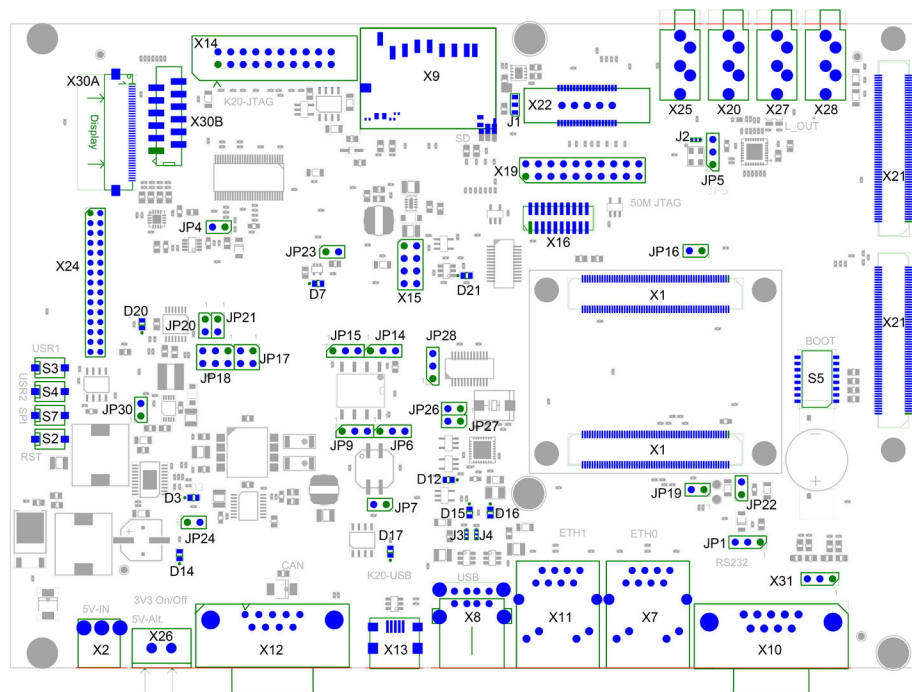 X14
X30A
X9
K20-JTAG
X30B
Display
SD
X22
J1
X25
X20
X27
X28
L_OUT
J2
JP5
JP5
X21
X19
50M JTAG
X16
JP4
JP23
JP16
X24
D7
X15
D21
X1
D20
JP20
JP21
X21
USR1
S3
JP15
JP14
JP28
BOOT
JP17
JP18
S5
USR2
S4
SPI
S7
JP30
JP26
JP27
S2
JP9
JP6
X1
RST
D12
D3
JP19
JP22
JP7
D15
D16
JP24
D17
J3
J4
ETH1
ETH0
JP1
RS232
D14
CAN
K20-USB
USB
X31
3V3 On/Off
5V-IN
5V-Alt.
X2
X26
X12
X13
X8
X11
X7
X10